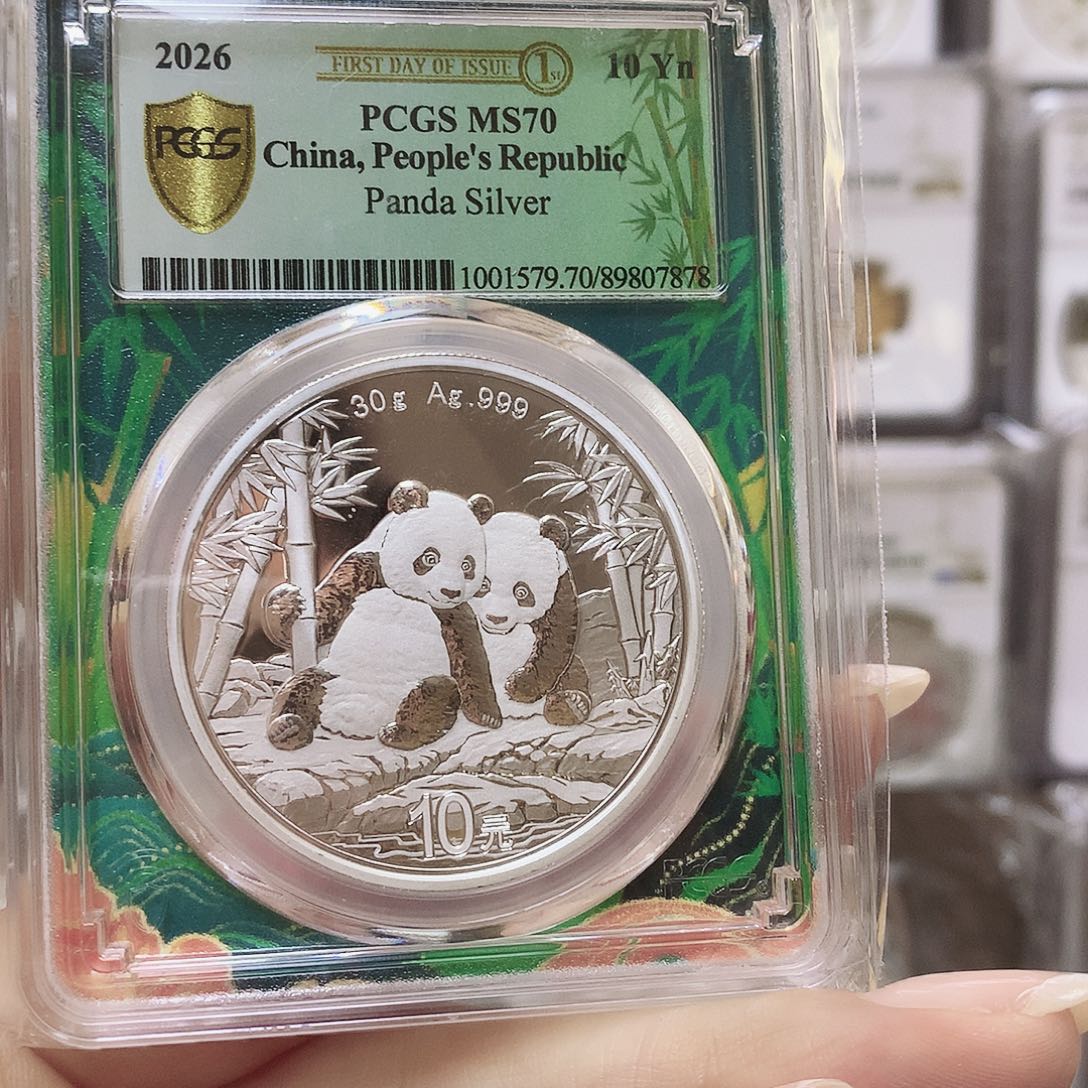 2026
FIRST DAY OF ISSUE 1ST
10 Yn
PCGS
PCGS MS70
China, People's Republic
Panda Silver
1001579.70/89807878
30g Ag.999
10元